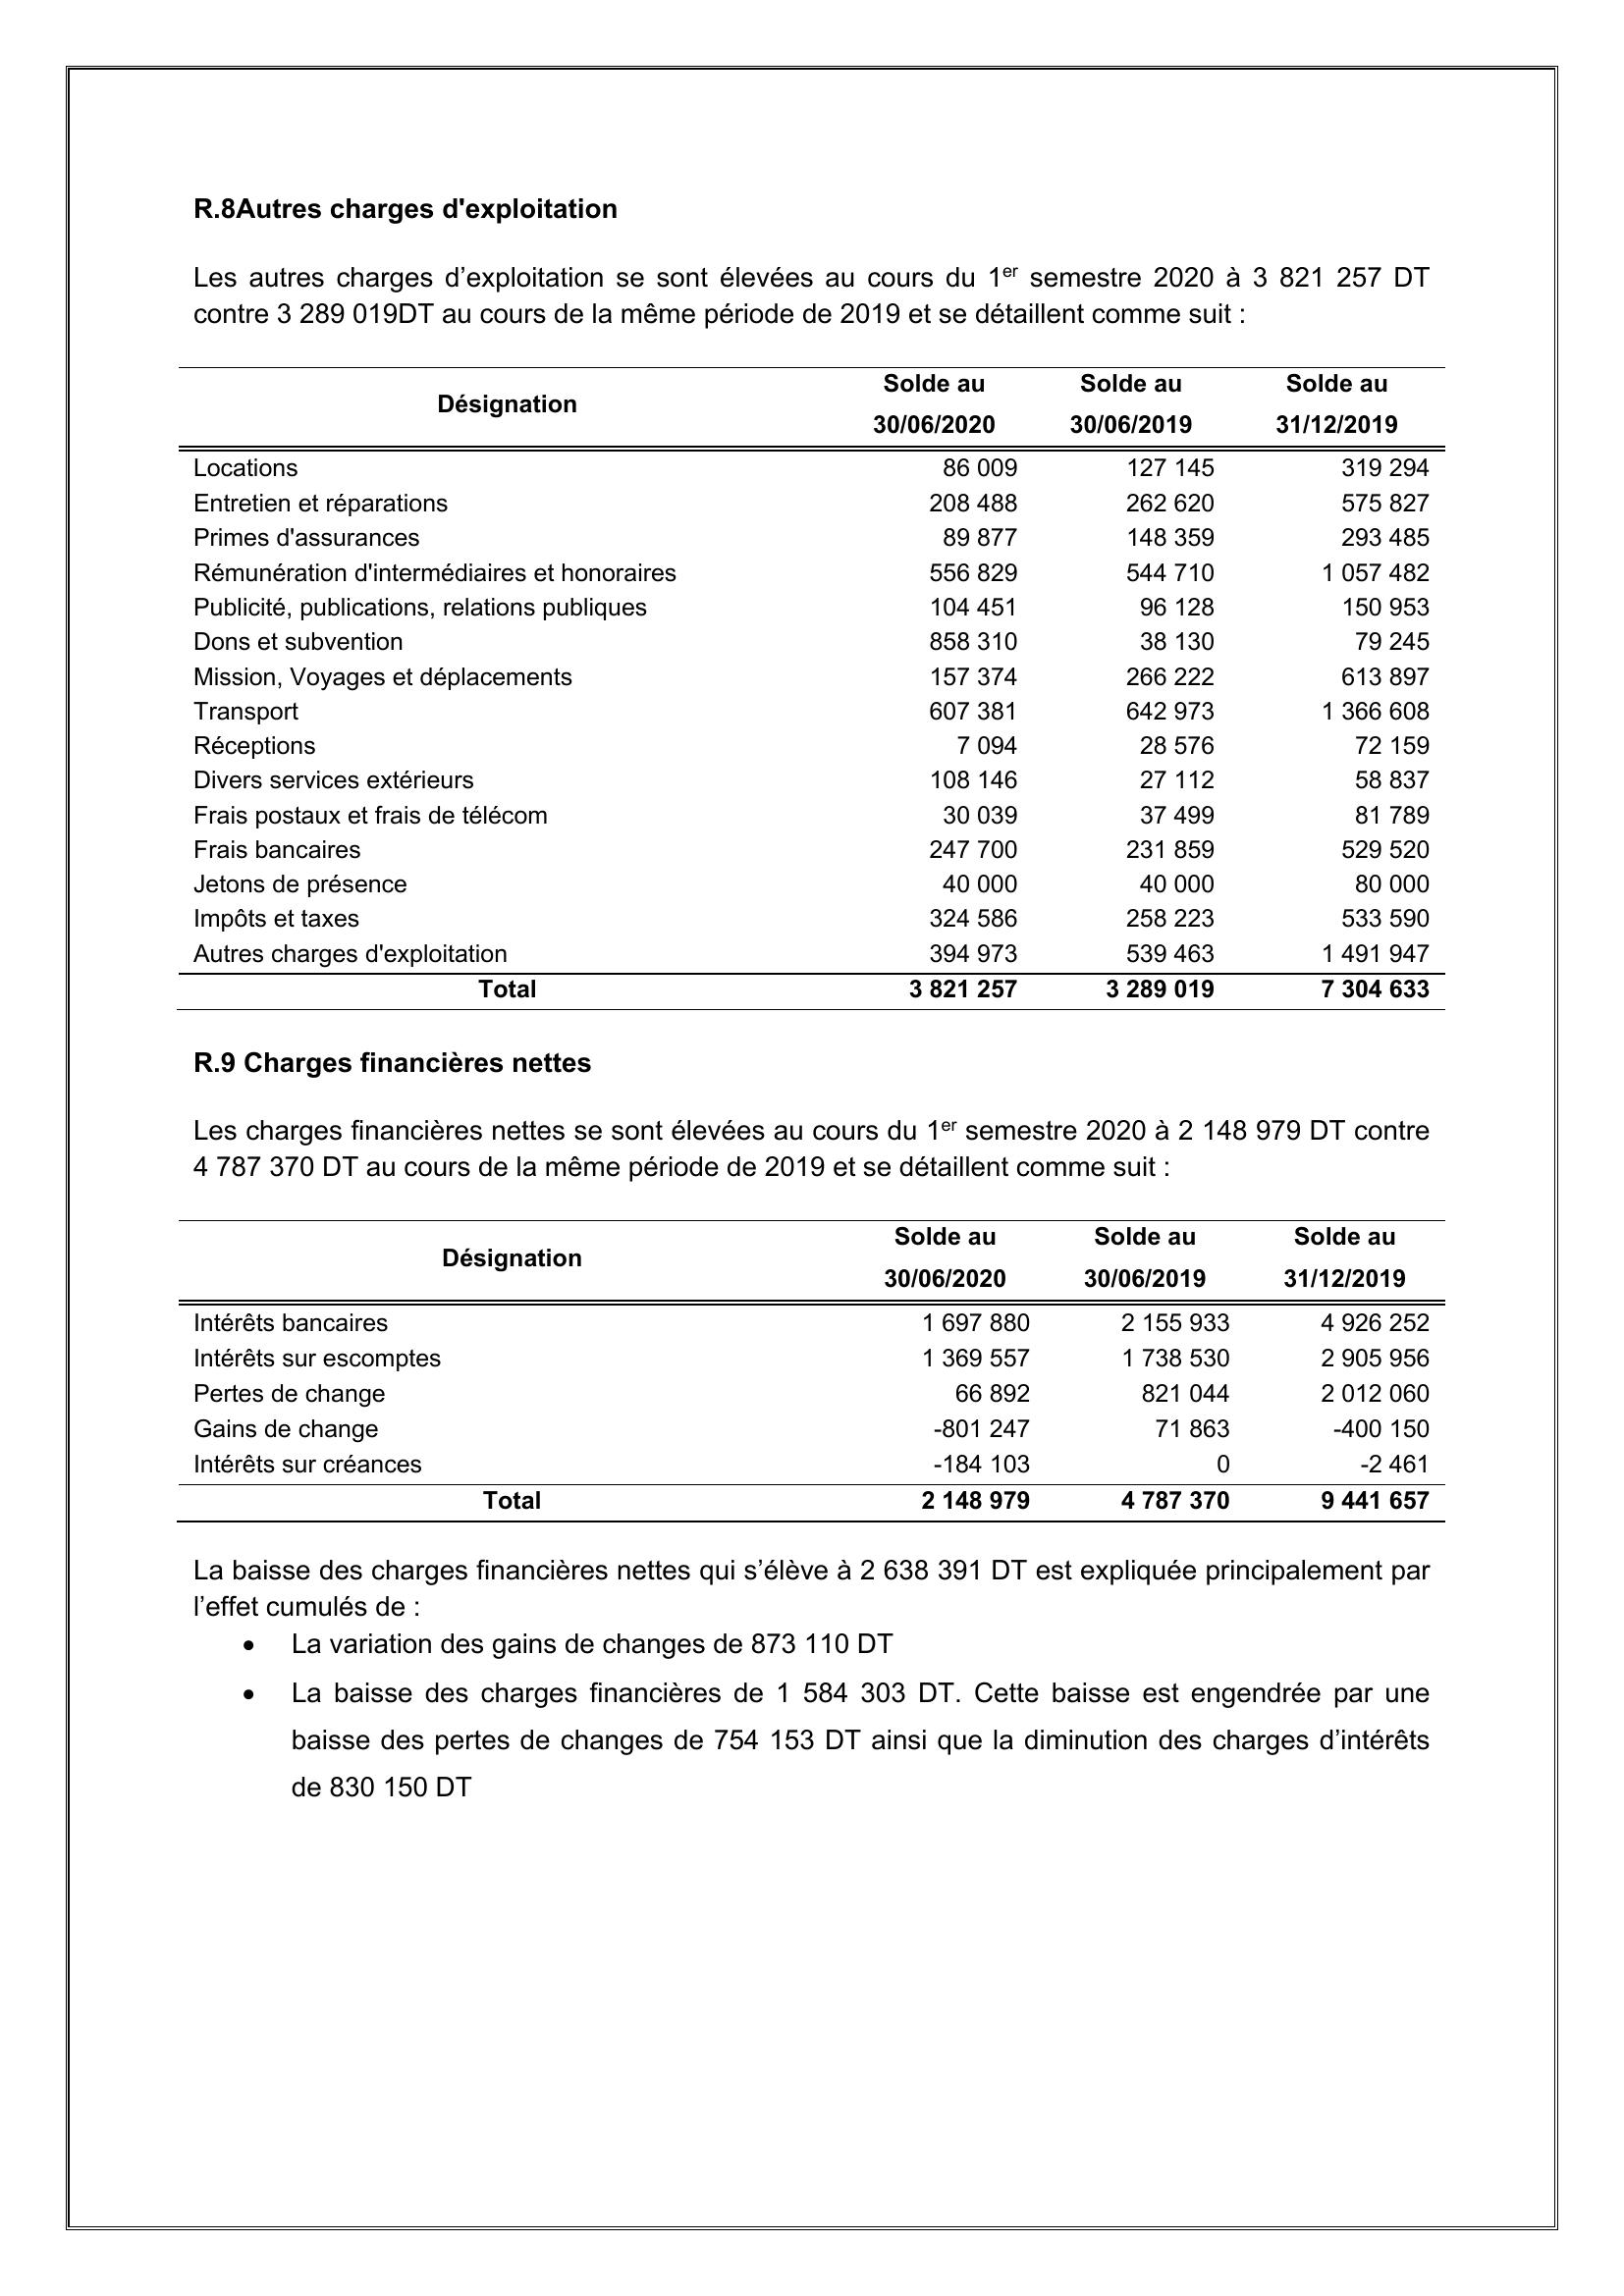 R.8Autres charges d'exploitation
Les autres charges d’exploitation se sont élevées au cours du 1er semestre 2020 à 3 821 257 DT
contre 3 289 019DT au cours de la même période de 2019 et se détaillent comme suit :
Désignation Solde au 30/06/2020 Solde au 30/06/2019 Solde au 31/12/2019
Locations 86 009 127 145 319 294
Entretien et réparations 208 488 262 620 575 827
Primes d'assurances 89 877 148 359 293 485
Rémunération d'intermédiaires et honoraires 556 829 544 710 1 057 482
Publicité, publications, relations publiques 104 451 96 128 150 953
Dons et subvention 858 310 38 130 79 245
Mission, Voyages et déplacements 157 374 266 222 613 897
Transport 607 381 642 973 1 366 608
Réceptions 7 094 28 576 72 159
Divers services extérieurs 108 146 27 112 58 837
Frais postaux et frais de télécom 30 039 37 499 81 789
Frais bancaires 247 700 231 859 529 520
Jetons de présence 40 000 40 000 80 000
Impôts et taxes 324 586 258 223 533 590
Autres charges d'exploitation 394 973 539 463 1 491 947
Total 3 821 257 3 289 019 7 304 633
R.9 Charges financières nettes
Les charges financières nettes se sont élevées au cours du 1er semestre 2020 à 2 148 979 DT contre
4 787 370 DT au cours de la même période de 2019 et se détaillent comme suit :
Désignation Solde au 30/06/2020 Solde au 30/06/2019 Solde au 31/12/2019
Intérêts bancaires 1 697 880 2 155 933 4 926 252
Intérêts sur escomptes 1 369 557 1 738 530 2 905 956
Pertes de change 66 892 821 044 2 012 060
Gains de change -801 247 71 863 -400 150
Intérêts sur créances -184 103 0 -2 461
Total 2 148 979 4 787 370 9 441 657
La baisse des charges financières nettes qui s’élève à 2 638 391 DT est expliquée principalement par
l’effet cumulés de :
• La variation des gains de changes de 873 110 DT
• La baisse des charges financières de 1 584 303 DT. Cette baisse est engendrée par une
baisse des pertes de changes de 754 153 DT ainsi que la diminution des charges d’intérêts
de 830 150 DT